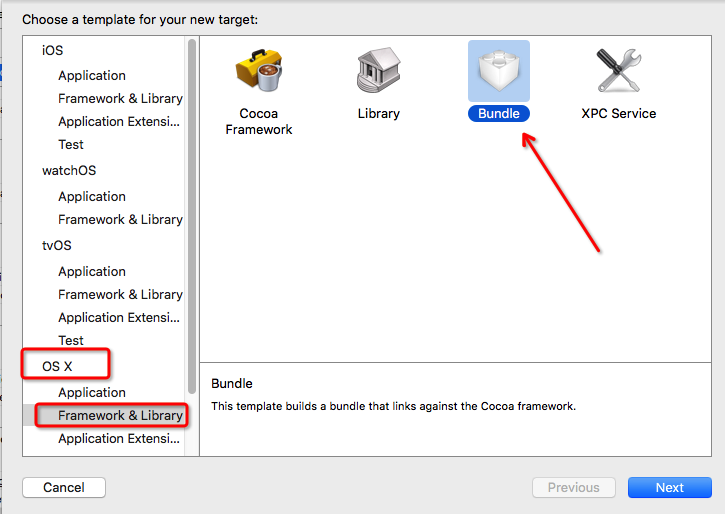 Choose a template for your new target:
iOS
Application
Framework & Library
Application Extensi...
Test
watchOS
Application
Framework & Library
tvOS
Application
Framework & Library
Application Extensi...
Test
OS X
Application
Framework & Library
Application Extensi...
Cocoa
Framework
Library
Bundle
XPC Service
Bundle
This template builds a bundle that links against the Cocoa framework.
Cancel
Previous
Next